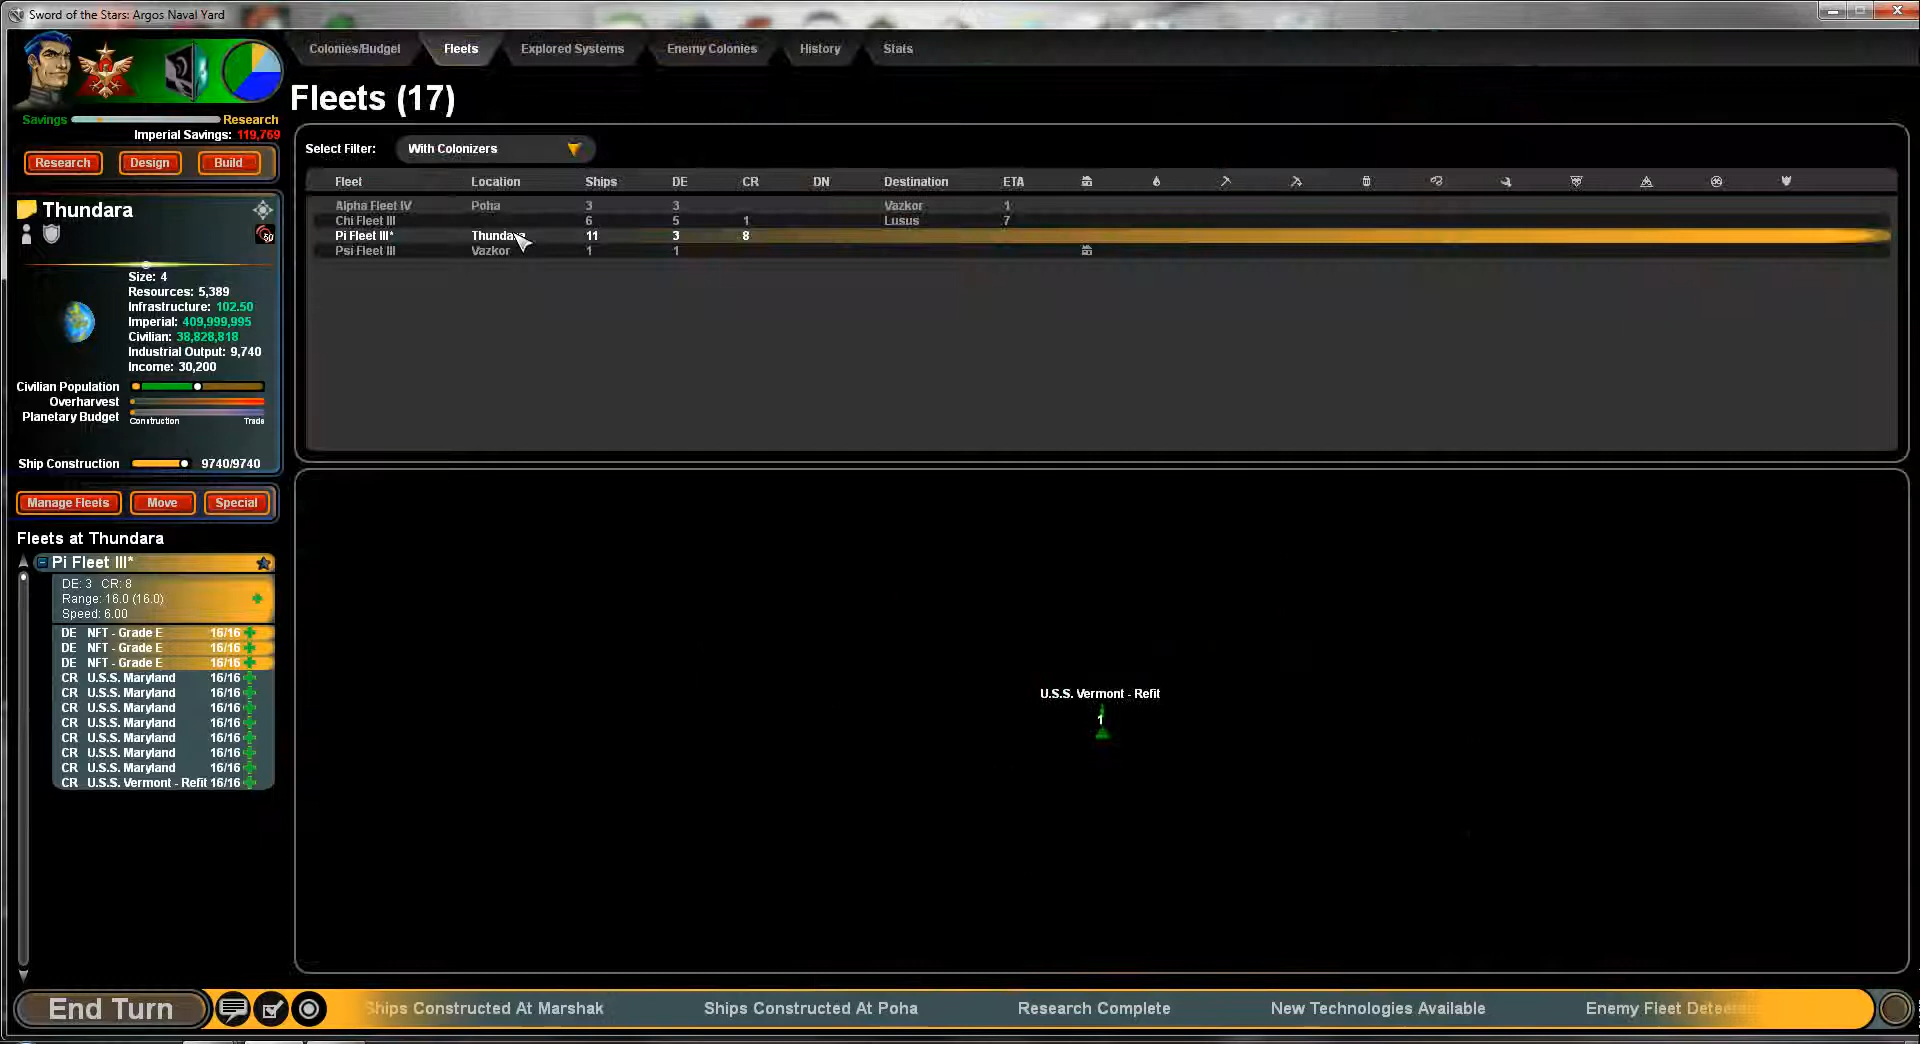 Sword of the Stars: Argos Naval Yard
Colonies/Budget Fleets Explored Systems Enemy Colonies History Stats
Fleets (17)
Savings Research
Imperial Savings: 119,769
Research Design Build
Select Filter: With Colonizers
Fleet Location Ships DE CR DN Destination ETA
Alpha Fleet IV Poha 3 3 Vazkor 1
Chi Fleet III 6 5 1 Lusus 7
Pi Fleet III* Thundara 11 3 8
Psi Fleet III Vazkor 1 1
Thundara
50
Size: 4
Resources: 5,389
Infrastructure: 102.50
Imperial: 409,999,995
Civilian: 38,828,818
Industrial Output: 9,740
Income: 30,200
Civilian Population
Overharvest
Planetary Budget
Construction Trade
Ship Construction 9740/9740
Manage Fleets Move Special
Fleets at Thundara
Pi Fleet III*
DE: 3 CR: 8
Range: 16.0 (16.0)
Speed: 6.00
DE NFT - Grade E 16/16
DE NFT - Grade E 16/16
DE NFT - Grade E 16/16
CR U.S.S. Maryland 16/16
CR U.S.S. Maryland 16/16
CR U.S.S. Maryland 16/16
CR U.S.S. Maryland 16/16
CR U.S.S. Maryland 16/16
CR U.S.S. Maryland 16/16
CR U.S.S. Maryland 16/16
CR U.S.S. Vermont - Refit 16/16
U.S.S. Vermont - Refit
1
End Turn
Ships Constructed At Marshak Ships Constructed At Poha Research Complete New Technologies Available Enemy Fleet Detec